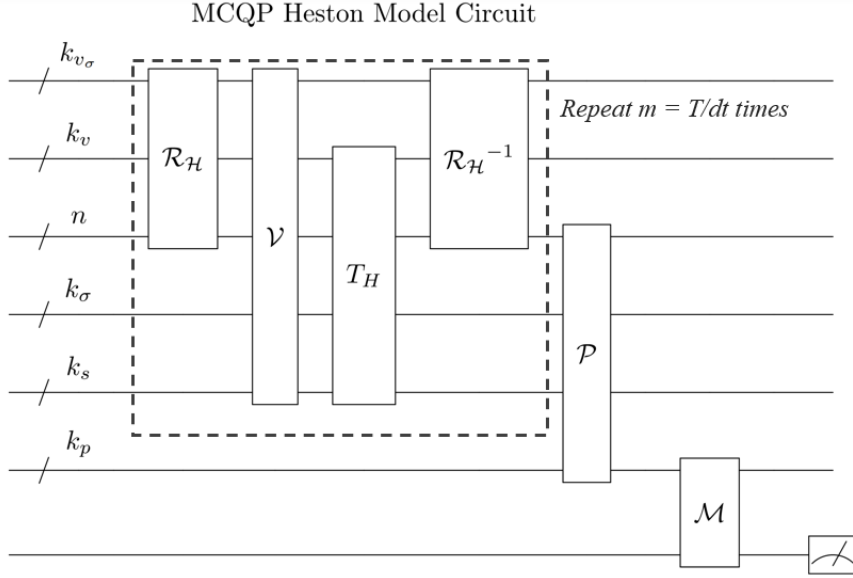 MCQP Heston Model Circuit
k_{v_σ}
Repeat m = T/dt times
k_v
R_H
R_H^{-1}
n
V
T_H
k_σ
k_s
P
k_p
M